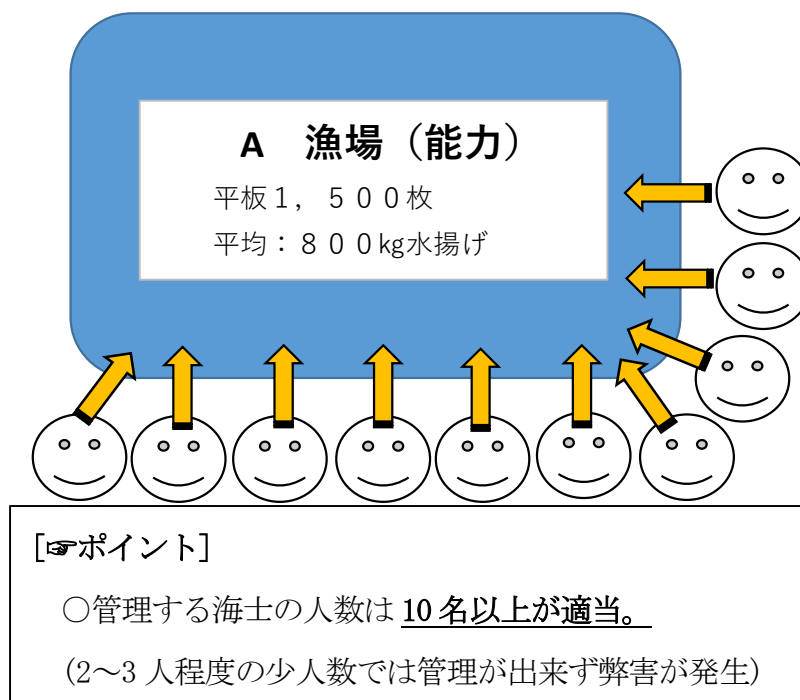 A　漁場（能力）
平板１，５００枚
平均：８００kg水揚げ
[☞ポイント]
○管理する海士の人数は 10 名以上が適当。
(2～3 人程度の少人数では管理が出来ず弊害が発生)